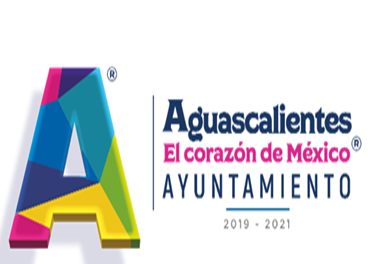 A®
Aguascalientes
El corazón de México®
AYUNTAMIENTO
2019 - 2021